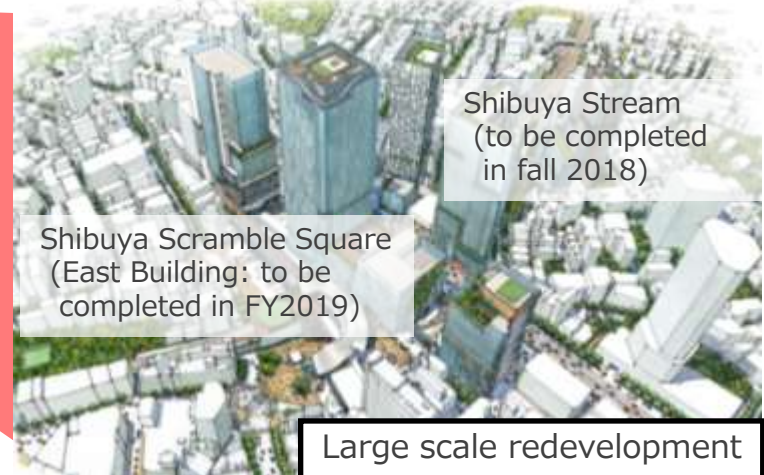 Shibuya Stream
(to be completed
in fall 2018)
Shibuya Scramble Square
(East Building: to be
completed in FY2019)
Large scale redevelopment